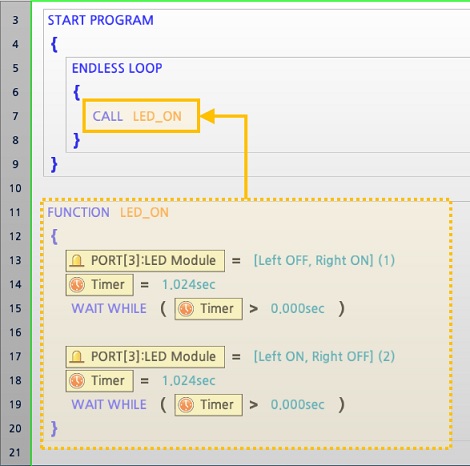 3 START PROGRAM
4 {
5 ENDLESS LOOP
6 {
7 CALL LED_ON
8 }
9 }
10
11 FUNCTION LED_ON
12 {
13 PORT[3]:LED Module = [Left OFF, Right ON] (1)
14 Timer = 1.024sec
15 WAIT WHILE ( Timer > 0.000sec )
16
17 PORT[3]:LED Module = [Left ON, Right OFF] (2)
18 Timer = 1.024sec
19 WAIT WHILE ( Timer > 0.000sec )
20 }
21